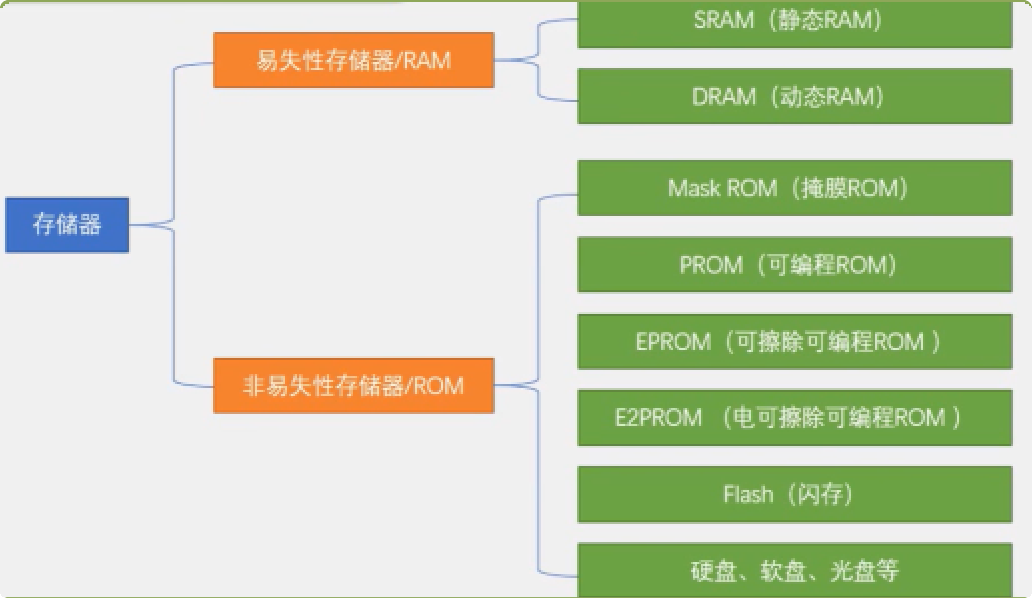 存储器
易失性存储器/RAM
SRAM（静态RAM）
DRAM（动态RAM）
非易失性存储器/ROM
Mask ROM（掩膜ROM）
PROM（可编程ROM）
EPROM（可擦除可编程ROM ）
E2PROM （电可擦除可编程ROM ）
Flash（闪存）
硬盘、软盘、光盘等